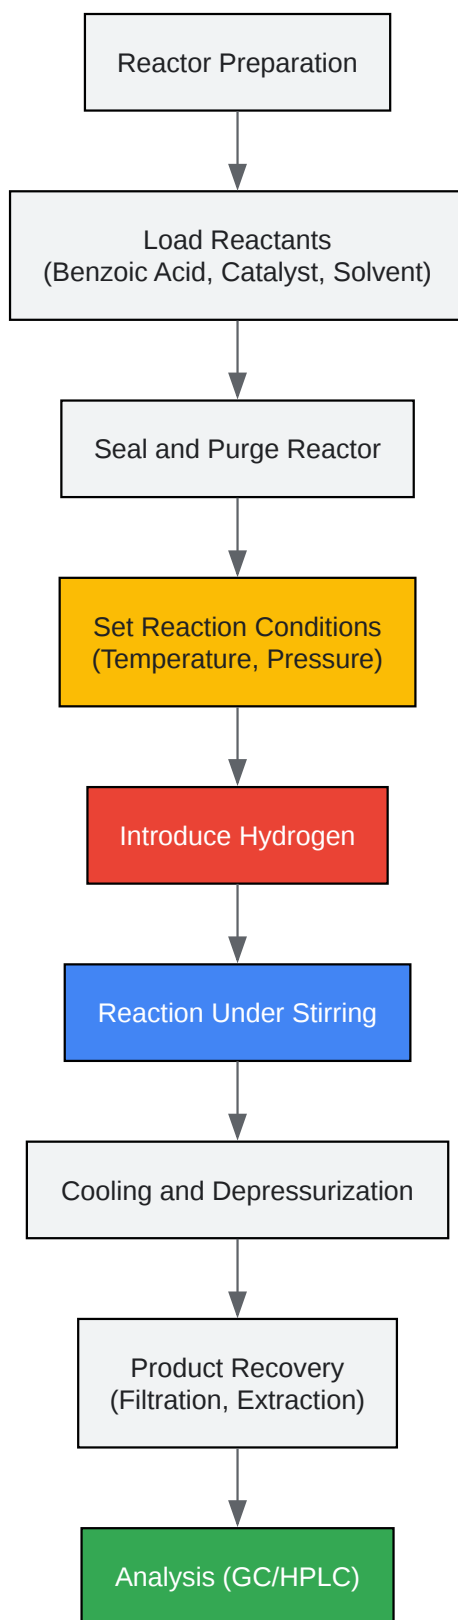 Reactor Preparation
Load Reactants
(Benzoic Acid, Catalyst, Solvent)
Seal and Purge Reactor
Set Reaction Conditions
(Temperature, Pressure)
Introduce Hydrogen
Reaction Under Stirring
Cooling and Depressurization
Product Recovery
(Filtration, Extraction)
Analysis (GC/HPLC)